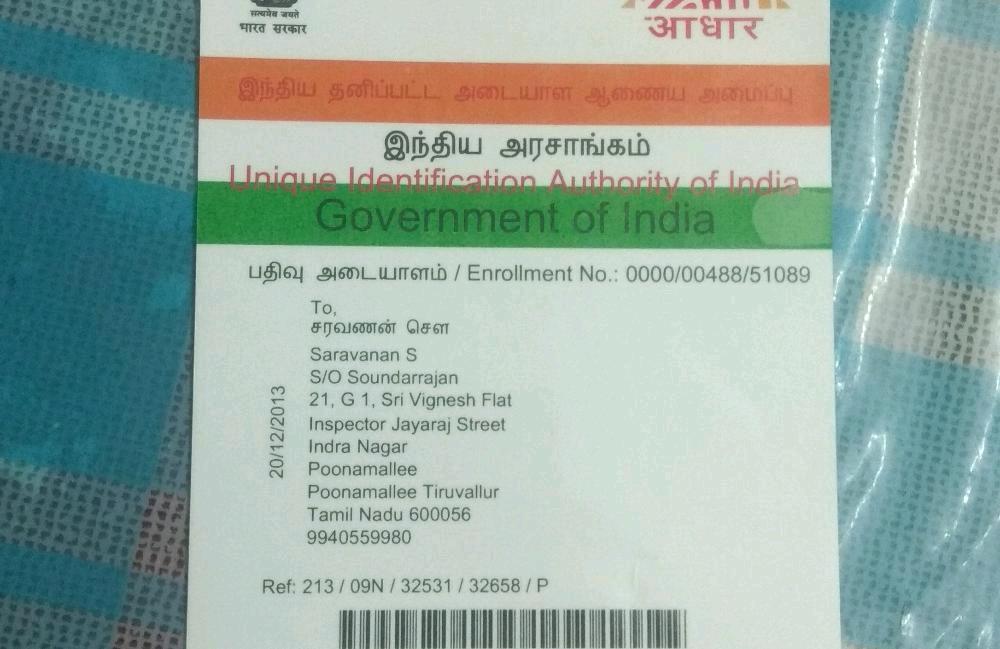 सत्यमेव जयते
भारत सरकार
आधार
இந்திய தனிப்பட்ட அடையாள ஆணைய அமைப்பு
இந்திய அரசாங்கம்
Unique Identification Authority of India
Government of India
பதிவு அடையாளம் / Enrollment No.: 0000/00488/51089
To,
சரவணன் சௌ
Saravanan S
S/O Soundarrajan
21, G 1, Sri Vignesh Flat
Inspector Jayaraj Street
Indra Nagar
Poonamallee
Poonamallee Tiruvallur
Tamil Nadu 600056
9940559980
20/12/2013
Ref: 213 / 09N / 32531 / 32658 / P